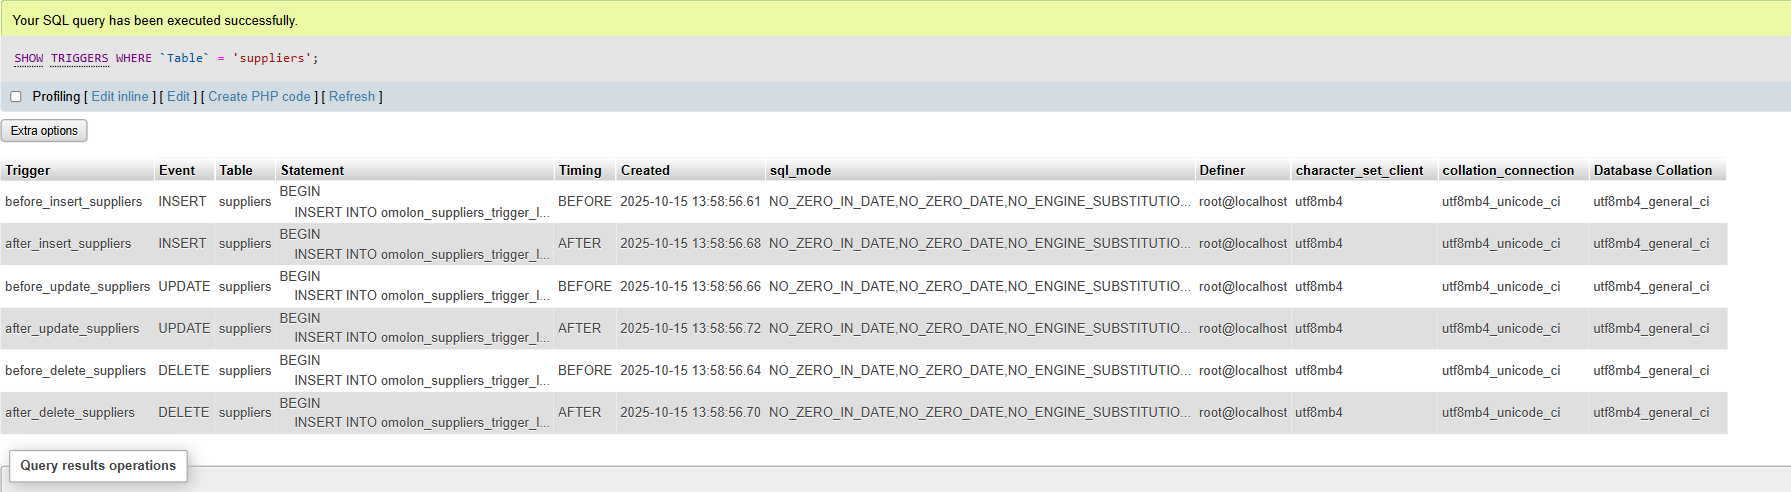 Your SQL query has been executed successfully.
SHOW TRIGGERS WHERE `Table` = 'suppliers';
Profiling [ Edit inline ] [ Edit ] [ Create PHP code ] [ Refresh ]
Extra options
Trigger Event Table Statement Timing Created sql_mode Definer character_set_client collation_connection Database Collation
before_insert_suppliers INSERT suppliers BEGIN
INSERT INTO omolon_suppliers_trigger_l... BEFORE 2025-10-15 13:58:56.61 NO_ZERO_IN_DATE,NO_ZERO_DATE,NO_ENGINE_SUBSTITUTIO... root@localhost utf8mb4 utf8mb4_unicode_ci utf8mb4_general_ci
after_insert_suppliers INSERT suppliers BEGIN
INSERT INTO omolon_suppliers_trigger_l... AFTER 2025-10-15 13:58:56.68 NO_ZERO_IN_DATE,NO_ZERO_DATE,NO_ENGINE_SUBSTITUTIO... root@localhost utf8mb4 utf8mb4_unicode_ci utf8mb4_general_ci
before_update_suppliers UPDATE suppliers BEGIN
INSERT INTO omolon_suppliers_trigger_l... BEFORE 2025-10-15 13:58:56.66 NO_ZERO_IN_DATE,NO_ZERO_DATE,NO_ENGINE_SUBSTITUTIO... root@localhost utf8mb4 utf8mb4_unicode_ci utf8mb4_general_ci
after_update_suppliers UPDATE suppliers BEGIN
INSERT INTO omolon_suppliers_trigger_l... AFTER 2025-10-15 13:58:56.72 NO_ZERO_IN_DATE,NO_ZERO_DATE,NO_ENGINE_SUBSTITUTIO... root@localhost utf8mb4 utf8mb4_unicode_ci utf8mb4_general_ci
before_delete_suppliers DELETE suppliers BEGIN
INSERT INTO omolon_suppliers_trigger_l... BEFORE 2025-10-15 13:58:56.64 NO_ZERO_IN_DATE,NO_ZERO_DATE,NO_ENGINE_SUBSTITUTIO... root@localhost utf8mb4 utf8mb4_unicode_ci utf8mb4_general_ci
after_delete_suppliers DELETE suppliers BEGIN
INSERT INTO omolon_suppliers_trigger_l... AFTER 2025-10-15 13:58:56.70 NO_ZERO_IN_DATE,NO_ZERO_DATE,NO_ENGINE_SUBSTITUTIO... root@localhost utf8mb4 utf8mb4_unicode_ci utf8mb4_general_ci
Query results operations